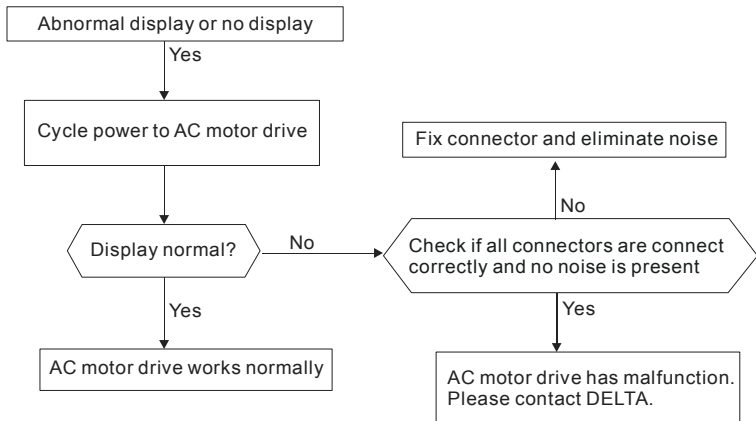 Abnormal display or no display
Yes
Cycle power to AC motor drive
Fix connector and eliminate noise
No
Display normal?
No
Check if all connectors are connect
correctly and no noise is present
Yes
Yes
AC motor drive works normally
AC motor drive has malfunction.
Please contact DELTA.